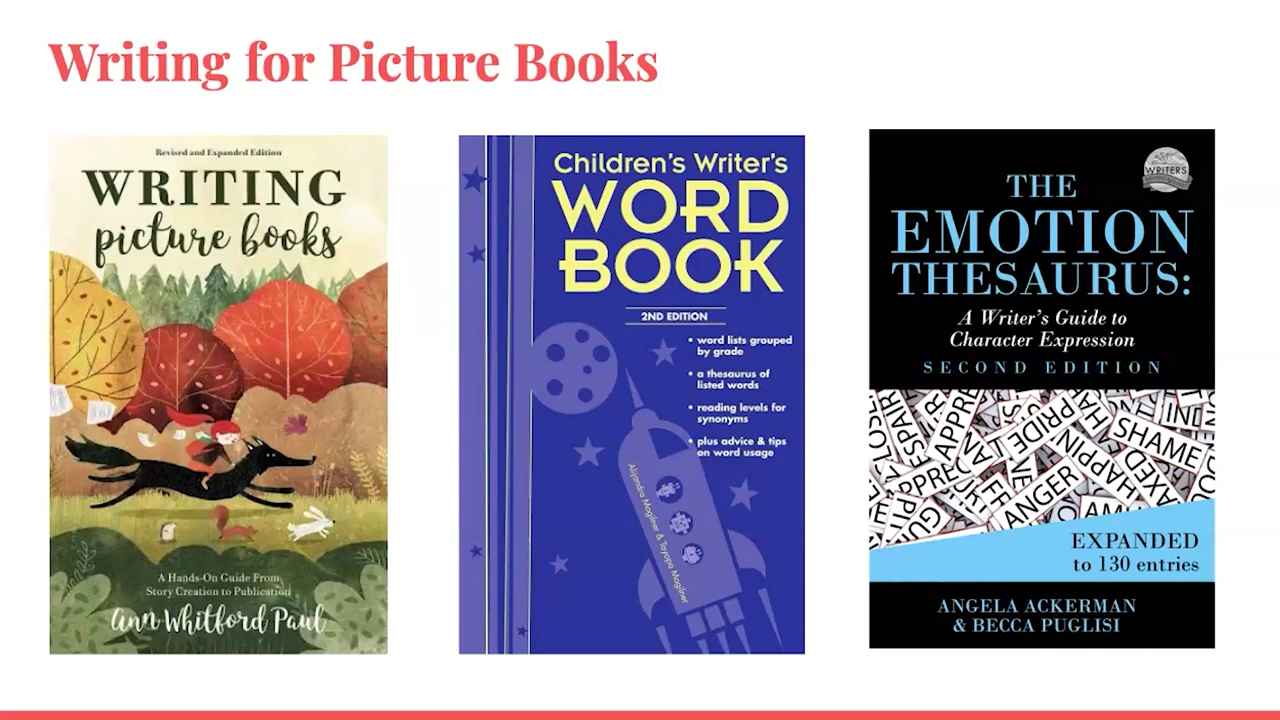 Writing for Picture Books
Revised and Expanded Edition
WRITING
picture books
A Hands-On Guide From
Story Creation to Publication
Ann Whitford Paul
Children's Writer's
WORD
BOOK
2ND EDITION
• word lists grouped
by grade
• a thesaurus of
listed words
• reading levels for
synonyms
• plus advice & tips
on word usage
Alijandra Mogilner & Tayopa Mogilner
WRITERS
THE
EMOTION
THESAURUS:
A Writer's Guide to
Character Expression
SECOND EDITION
PRIDE
SHAME
ANGER
EXPANDED
to 130 entries
ANGELA ACKERMAN
& BECCA PUGLISI